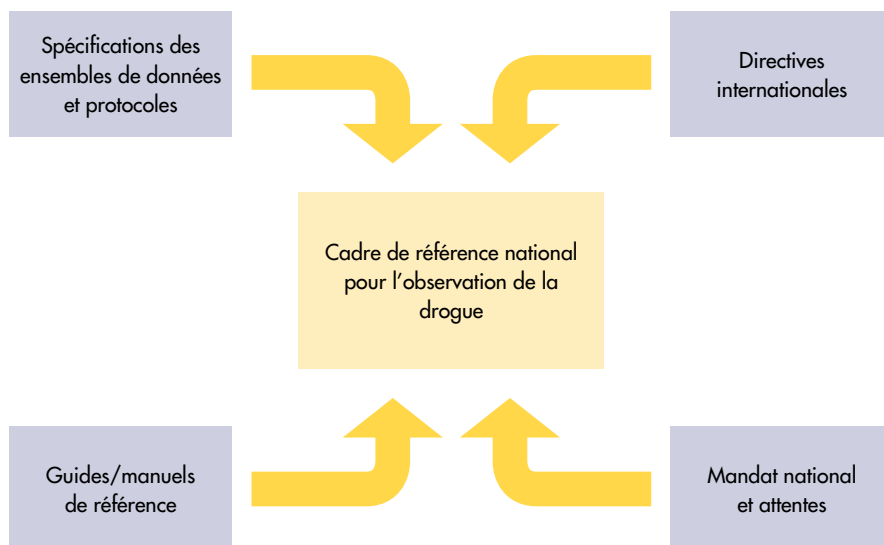 Spécifications des
ensembles de données
et protocoles
Directives
internationales
Cadre de référence national
pour l’observation de la
drogue
Guides/manuels
de référence
Mandat national
et attentes